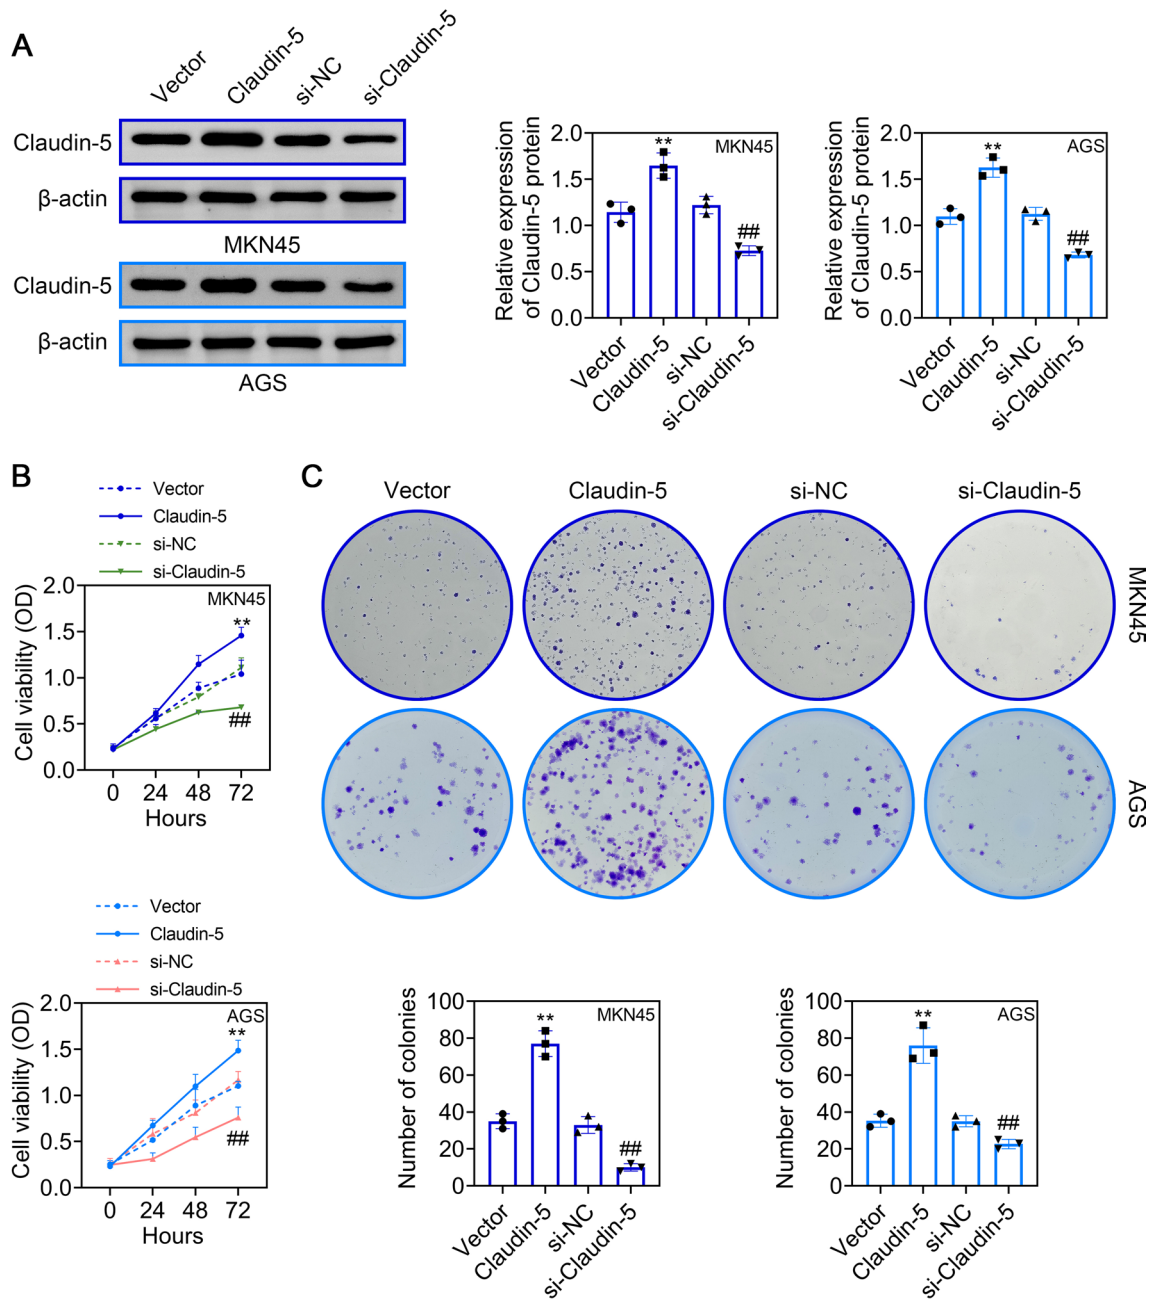 A
Vector
Claudin-5
si-NC
si-Claudin-5
Claudin-5
β-actin
MKN45
Claudin-5
β-actin
AGS
Relative expression
of Claudin-5 protein
2.0
1.5
1.0
0.5
0.0
MKN45
**
##
Vector
Claudin-5
si-NC
si-Claudin-5
Relative expression
of Claudin-5 protein
2.0
1.5
1.0
0.5
0.0
AGS
**
##
Vector
Claudin-5
si-NC
si-Claudin-5
B
Vector
Claudin-5
si-NC
si-Claudin-5
Cell viability (OD)
2.0
1.5
1.0
0.5
0.0
MKN45
**
##
0 24 48 72
Hours
Vector
Claudin-5
si-NC
si-Claudin-5
Cell viability (OD)
2.0
1.5
1.0
0.5
0.0
AGS
**
##
0 24 48 72
Hours
C
Vector Claudin-5 si-NC si-Claudin-5
MKN45
AGS
Number of colonies
100
80
60
40
20
0
MKN45
**
##
Vector
Claudin-5
si-NC
si-Claudin-5
Number of colonies
100
80
60
40
20
0
AGS
**
##
Vector
Claudin-5
si-NC
si-Claudin-5